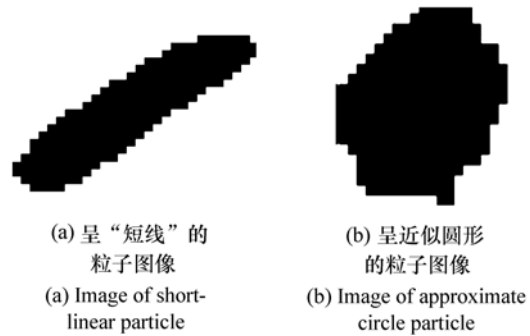 (a) 呈“短线”的
粒子图像
(a) Image of short-
linear particle
(b) 呈近似圆形
的粒子图像
(b) Image of approximate
circle particle